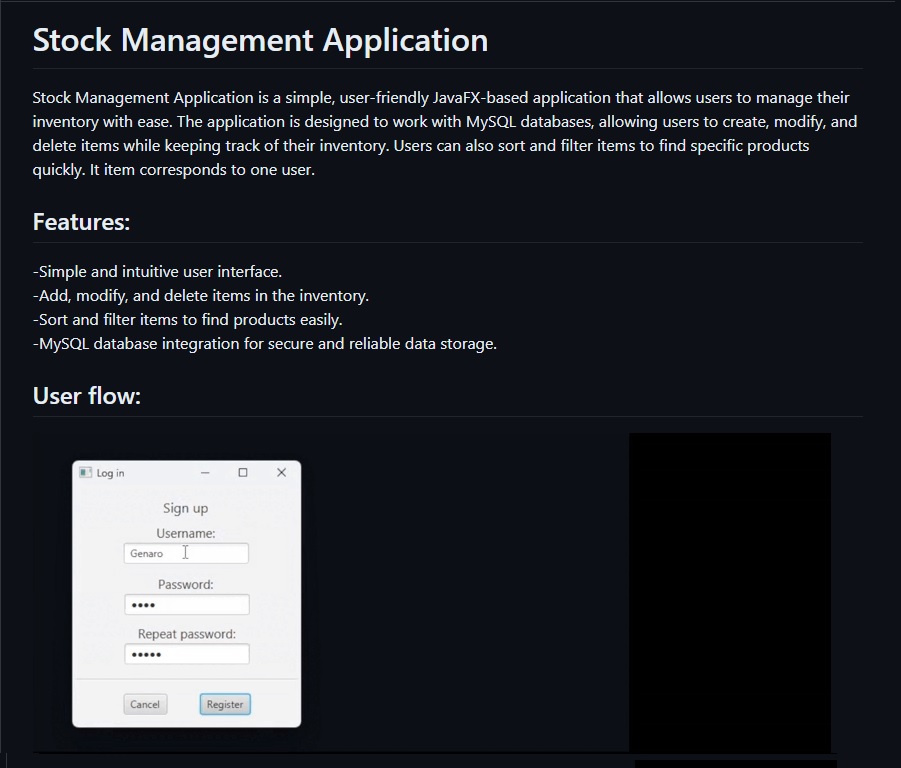 Stock Management Application
Stock Management Application is a simple, user-friendly JavaFX-based application that allows users to manage their
inventory with ease. The application is designed to work with MySQL databases, allowing users to create, modify, and
delete items while keeping track of their inventory. Users can also sort and filter items to find specific products
quickly. It item corresponds to one user.
Features:
-Simple and intuitive user interface.
-Add, modify, and delete items in the inventory.
-Sort and filter items to find products easily.
-MySQL database integration for secure and reliable data storage.
User flow:
Log in
Sign up
Username:
Genaro
Password:
••••
Repeat password:
•••••
Cancel Register